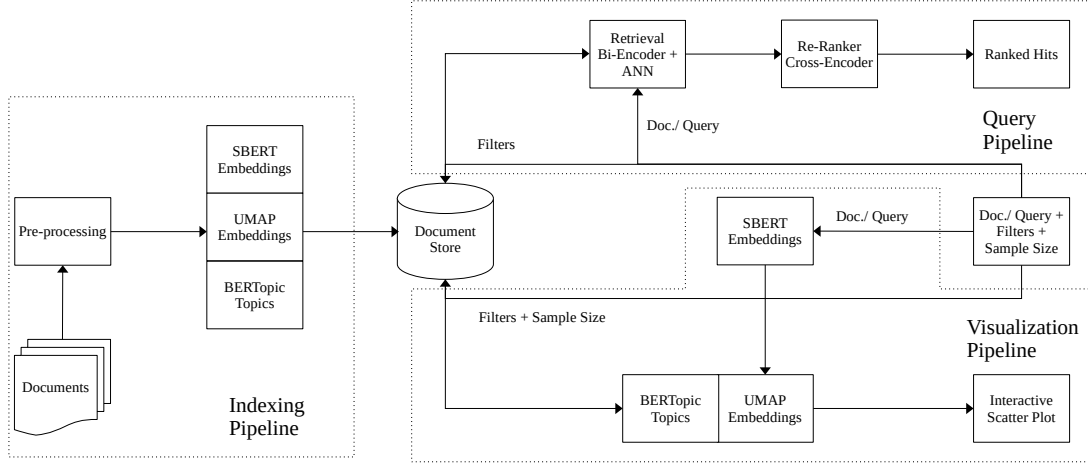 Retrieval
Bi-Encoder +
ANN
Re-Ranker
Cross-Encoder
Ranked Hits
Query
Pipeline
Doc./ Query
Filters
SBERT
Embeddings
UMAP
Embeddings
BERTopic
Topics
Pre-processing
Documents
Indexing
Pipeline
Document
Store
SBERT
Embeddings
Doc./ Query
Doc./ Query +
Filters +
Sample Size
Filters + Sample Size
Visualization
Pipeline
BERTopic
Topics
UMAP
Embeddings
Interactive
Scatter Plot